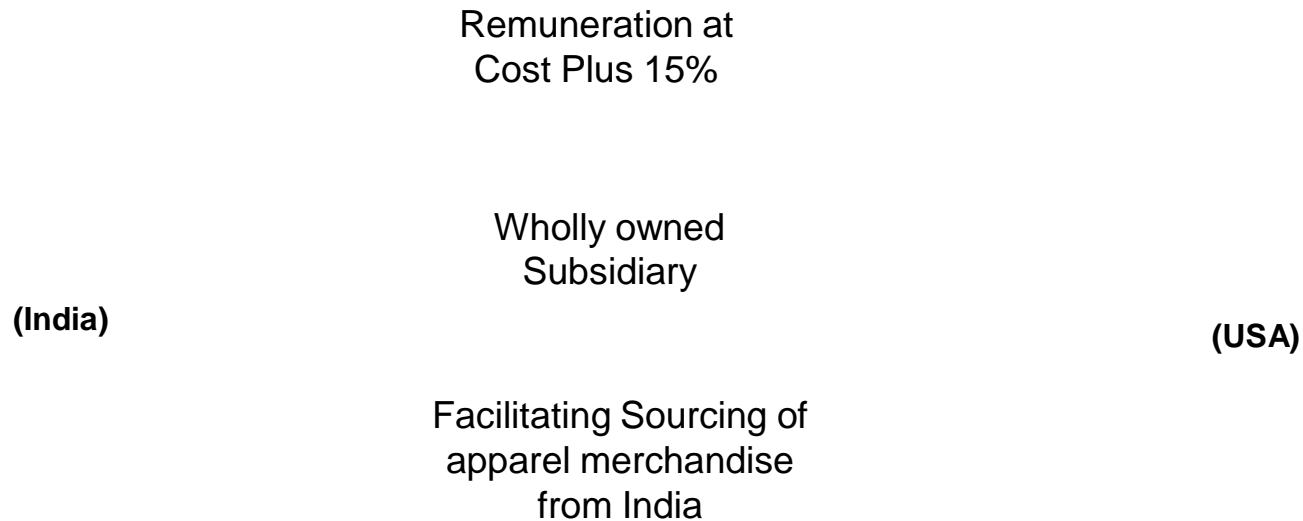 Remuneration at
Cost Plus 15%
Wholly owned
Subsidiary
(India)
(USA)
Facilitating Sourcing of
apparel merchandise
from India